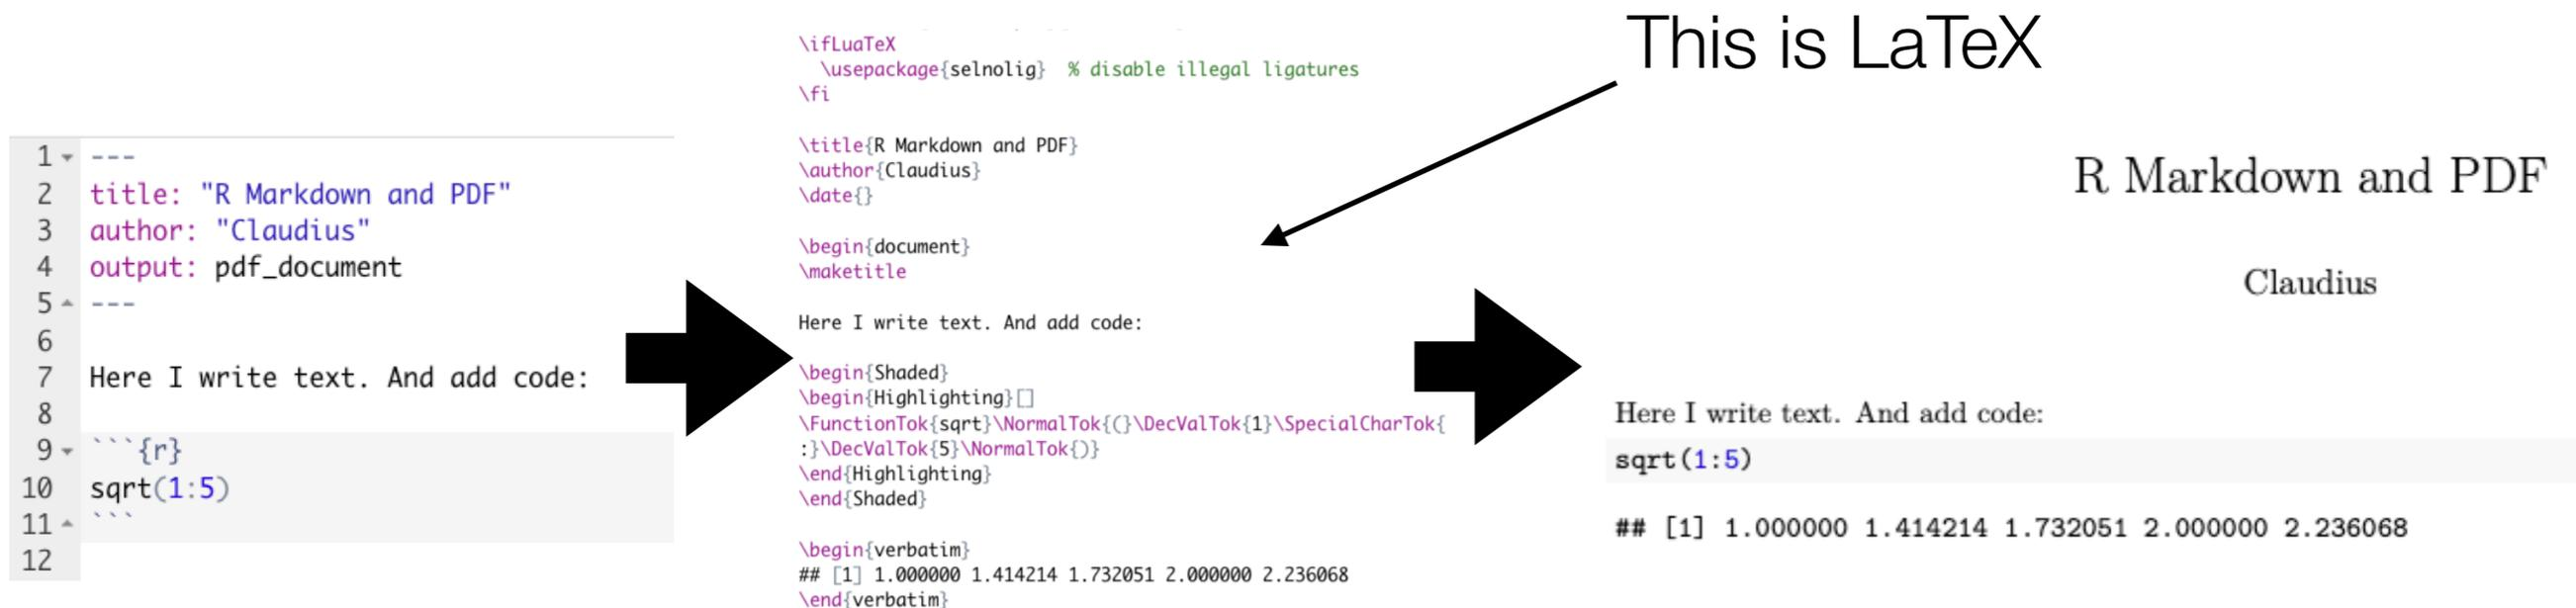 1 ---
2 title: "R Markdown and PDF"
3 author: "Claudius"
4 output: pdf_document
5 ---
6
7 Here I write text. And add code:
8
9 ```{r}
10 sqrt(1:5)
11 ```
12
\ifLuaTeX
  \usepackage{selnolig}  % disable illegal ligatures
\fi
\title{R Markdown and PDF}
\author{Claudius}
\date{}
\begin{document}
\maketitle
Here I write text. And add code:
\begin{Shaded}
\begin{Highlighting}[]
\FunctionTok{sqrt}\NormalTok{(}\DecValTok{1}\SpecialCharTok{
:}\DecValTok{5}\NormalTok{)}
\end{Highlighting}
\end{Shaded}
\begin{verbatim}
## [1] 1.000000 1.414214 1.732051 2.000000 2.236068
\end{verbatim}
This is LaTeX
R Markdown and PDF
Claudius
Here I write text. And add code:
sqrt(1:5)
## [1] 1.000000 1.414214 1.732051 2.000000 2.236068